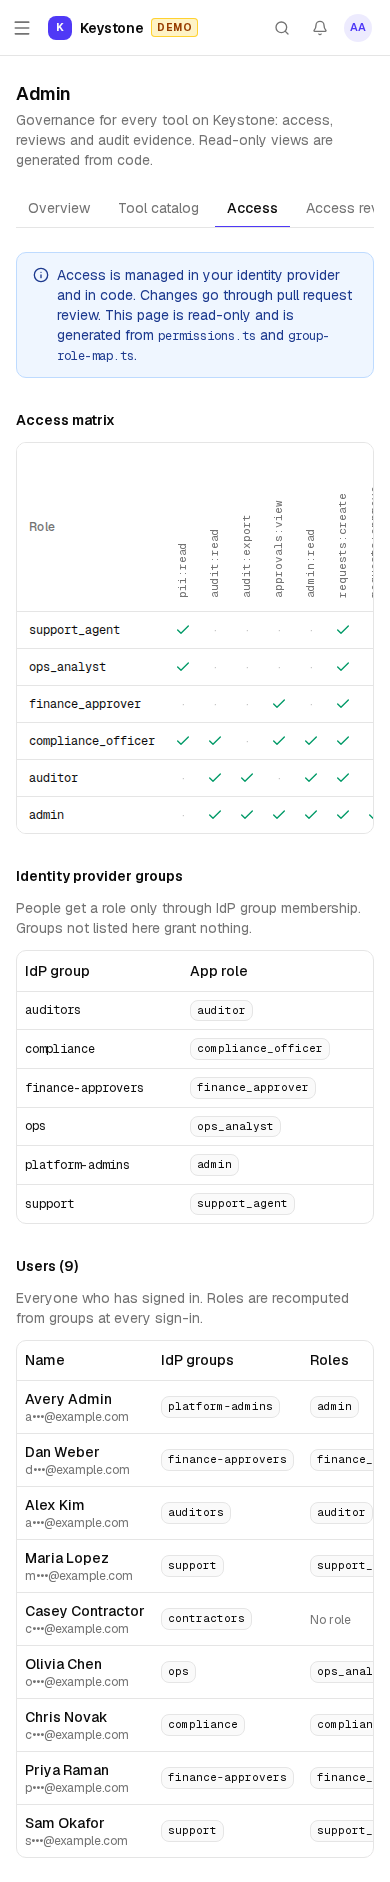 K Keystone DEMO AA
Admin
Governance for every tool on Keystone: access,
reviews and audit evidence. Read-only views are
generated from code.
Overview Tool catalog Access Access rev
Access is managed in your identity provider
and in code. Changes go through pull request
review. This page is read-only and is
generated from permissions.ts and group-
role-map.ts.
Access matrix
Role pii:read audit:read audit:export approvals:view admin:read requests:create
support_agent
ops_analyst
finance_approver
compliance_officer
auditor
admin
Identity provider groups
People get a role only through IdP group membership.
Groups not listed here grant nothing.
IdP group App role
auditors auditor
compliance compliance_officer
finance-approvers finance_approver
ops ops_analyst
platform-admins admin
support support_agent
Users (9)
Everyone who has signed in. Roles are recomputed
from groups at every sign-in.
Name IdP groups Roles
Avery Admin platform-admins admin
a•••@example.com
Dan Weber finance-approvers finance_
d•••@example.com
Alex Kim auditors auditor
a•••@example.com
Maria Lopez support support_
m•••@example.com
Casey Contractor contractors No role
c•••@example.com
Olivia Chen ops ops_anal
o•••@example.com
Chris Novak compliance complian
c•••@example.com
Priya Raman finance-approvers finance_
p•••@example.com
Sam Okafor support support_
s•••@example.com